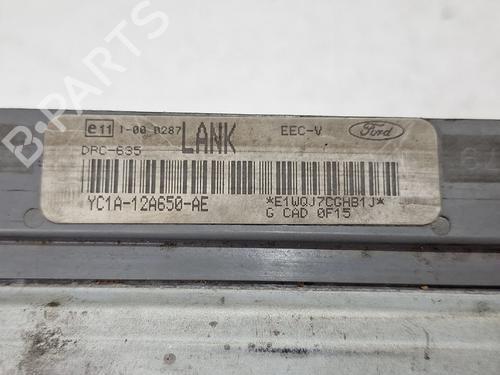 e11 1-00 0287 LANK EEC-V Ford
DRC-635
YC1A-12A650-AE *E1WQJ7CGHB1J*
G CAD 0F15
B-PARTS